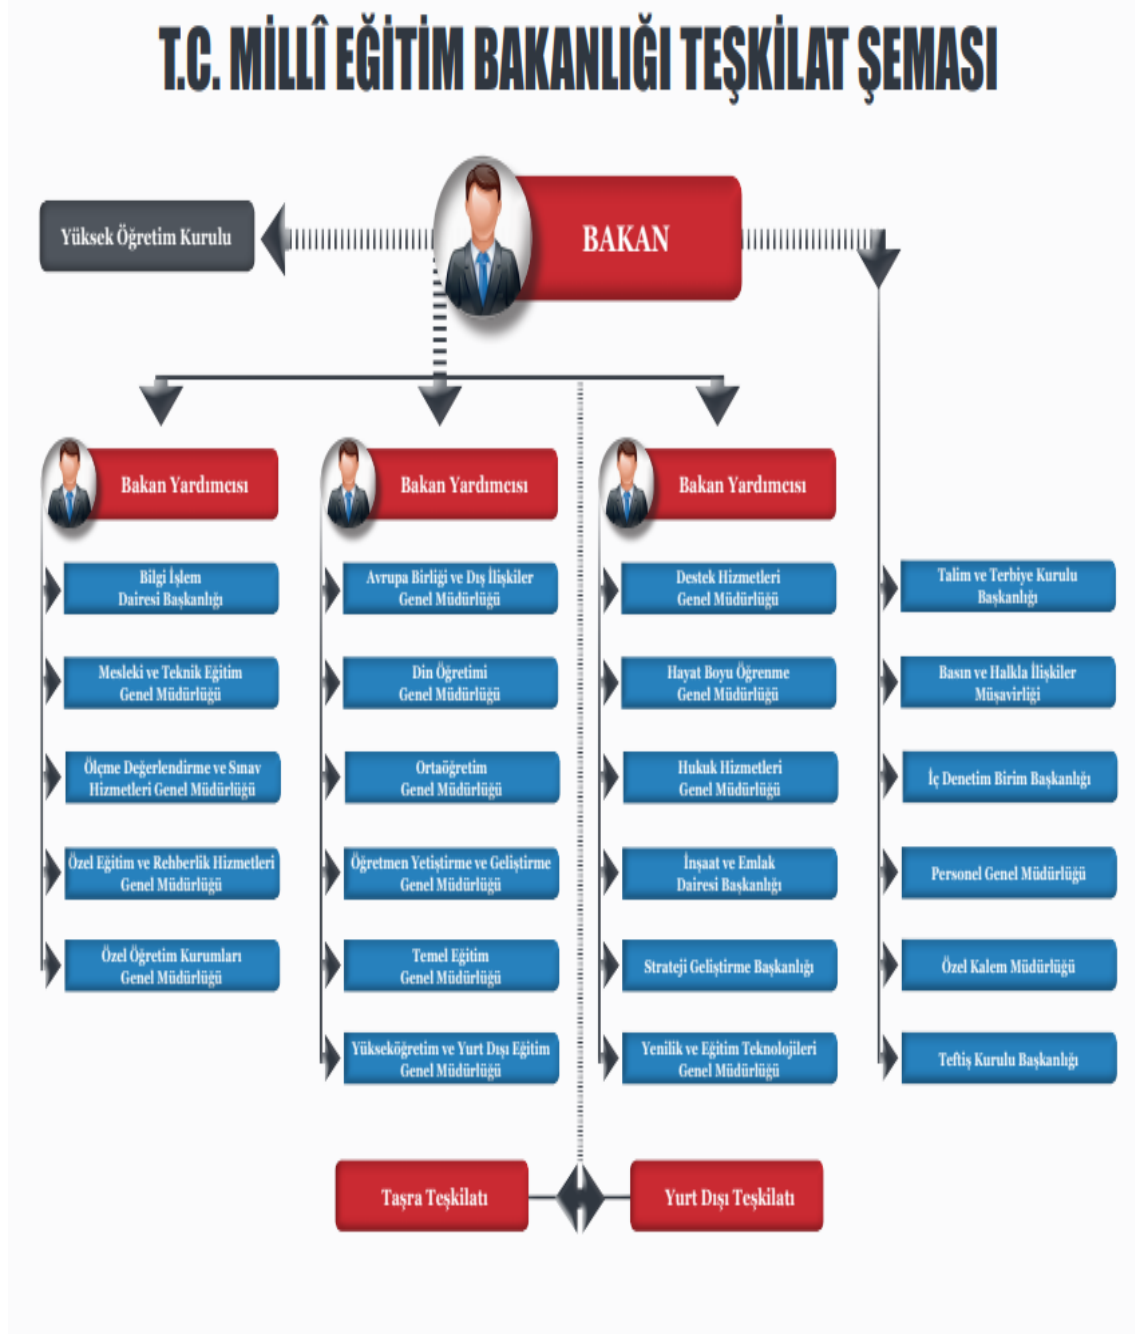 T.C. MİLLÎ EĞİTİM BAKANLIĞI TEŞKİLAT ŞEMASI
Yüksek Öğretim Kurulu
BAKAN
Bakan Yardımcısı
Bilgi İşlem
Dairesi Başkanlığı
Mesleki ve Teknik Eğitim
Genel Müdürlüğü
Ölçme Değerlendirme ve Sınav
Hizmetleri Genel Müdürlüğü
Özel Eğitim ve Rehberlik Hizmetleri
Genel Müdürlüğü
Özel Öğretim Kurumları
Genel Müdürlüğü
Bakan Yardımcısı
Avrupa Birliği ve Dış İlişkiler
Genel Müdürlüğü
Din Öğretimi
Genel Müdürlüğü
Ortaöğretim
Genel Müdürlüğü
Öğretmen Yetiştirme ve Geliştirme
Genel Müdürlüğü
Temel Eğitim
Genel Müdürlüğü
Yükseköğretim ve Yurt Dışı Eğitim
Genel Müdürlüğü
Bakan Yardımcısı
Destek Hizmetleri
Genel Müdürlüğü
Hayat Boyu Öğrenme
Genel Müdürlüğü
Hukuk Hizmetleri
Genel Müdürlüğü
İnşaat ve Emlak
Dairesi Başkanlığı
Strateji Geliştirme Başkanlığı
Yenilik ve Eğitim Teknolojileri
Genel Müdürlüğü
Talim ve Terbiye Kurulu
Başkanlığı
Basın ve Halkla İlişkiler
Müşavirliği
İç Denetim Birim Başkanlığı
Personel Genel Müdürlüğü
Özel Kalem Müdürlüğü
Teftiş Kurulu Başkanlığı
Taşra Teşkilatı
Yurt Dışı Teşkilatı